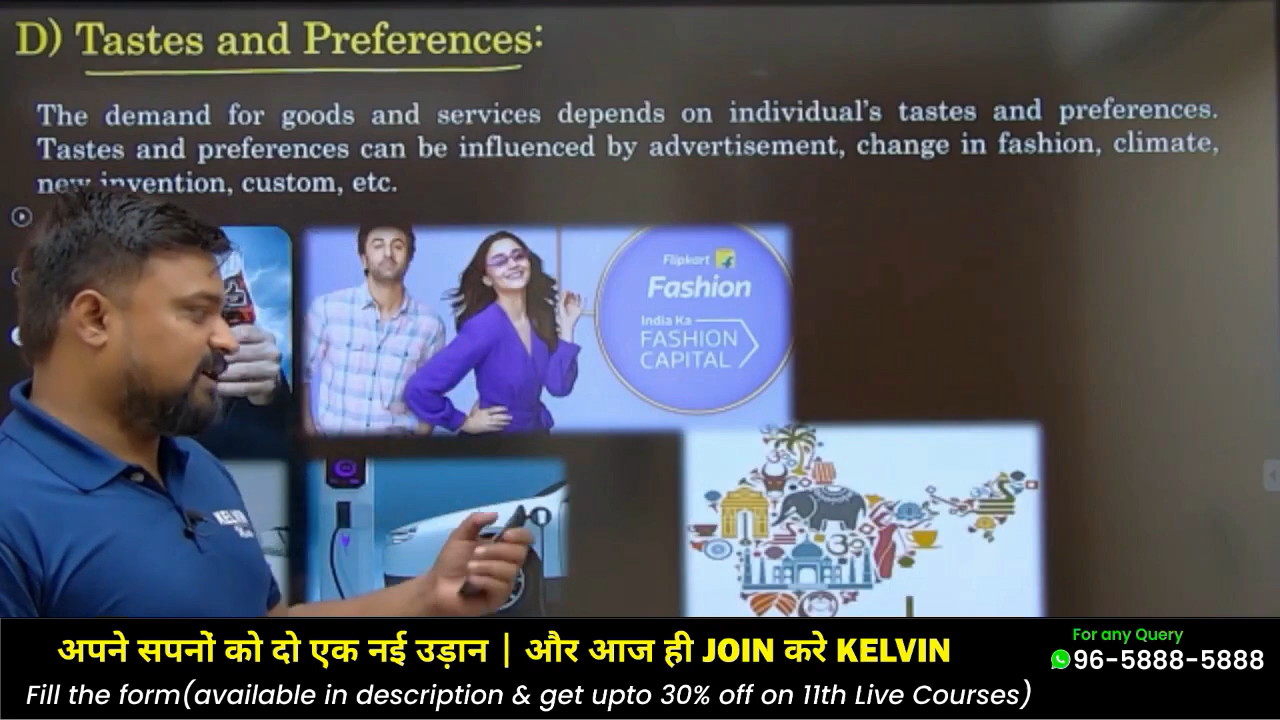 D) Tastes and Preferences:
The demand for goods and services depends on individual's tastes and preferences.
Tastes and preferences can be influenced by advertisement, change in fashion, climate,
new invention, custom, etc.
Flipkart
Fashion
India Ka
FASHION
CAPITAL
ॐ
KELVIN
अपने सपनों को दो एक नई उड़ान | और आज ही JOIN करे KELVIN
For any Query
96-5888-5888
Fill the form(available in description & get upto 30% off on 11th Live Courses)